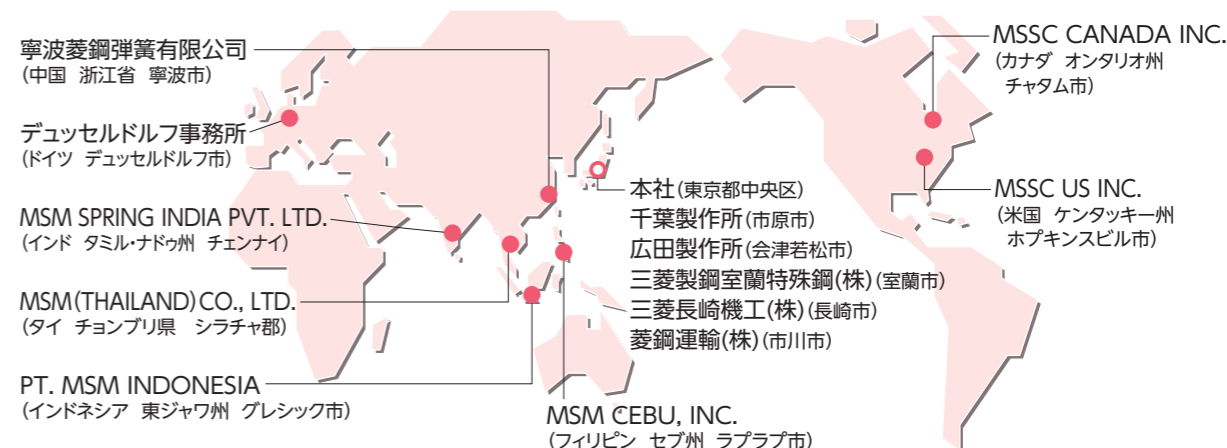 寧波菱鋼弾簧有限公司
(中国 浙江省 寧波市)
デュッセルドルフ事務所
(ドイツ デュッセルドルフ市)
MSM SPRING INDIA PVT. LTD.
(インド タミル・ナドゥ州 チェンナイ)
MSM(THAILAND)CO., LTD.
(タイ チョンブリ県 シラチャ郡)
PT. MSM INDONESIA
(インドネシア 東ジャワ州 グレシック市)
MSM CEBU, INC.
(フィリピン セブ州 ラプラプ市)
本社(東京都中央区)
千葉製作所(市原市)
広田製作所(会津若松市)
三菱製鋼室蘭特殊鋼(株)(室蘭市)
三菱長崎機工(株)(長崎市)
菱鋼運輸(株)(市川市)
MSSC CANADA INC.
(カナダ オンタリオ州
チャタム市)
MSSC US INC.
(米国 ケンタッキー州
ホプキンスビル市)